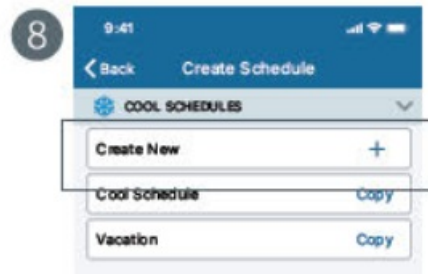 8
9:41
Back Create Schedule
COOL SCHEDULES
Create New +
Cool Schedule Copy
Vacation Copy